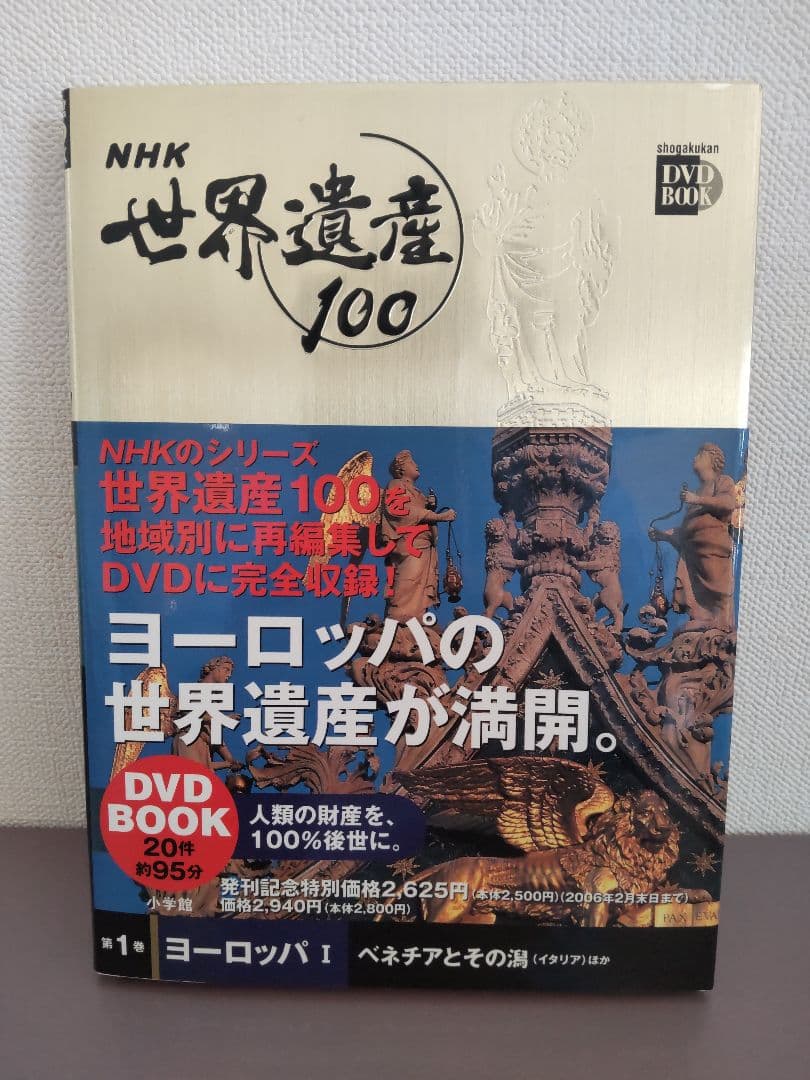 NHK
世界遺産
100
shogakukan
DVD
BOOK
NHKのシリーズ
世界遺産100を
地域別に再編集して
DVDに完全収録！
ヨーロッパの
世界遺産が満開。
DVD
BOOK
20件
約95分
人類の財産を、
100%後世に。
小学館
発刊記念特別価格2,625円（本体2,500円）（2006年2月末日まで）
価格2,940円（本体2,800円）
PAX EVA
第1巻 ヨーロッパ I ベネチアとその潟（イタリア）ほか